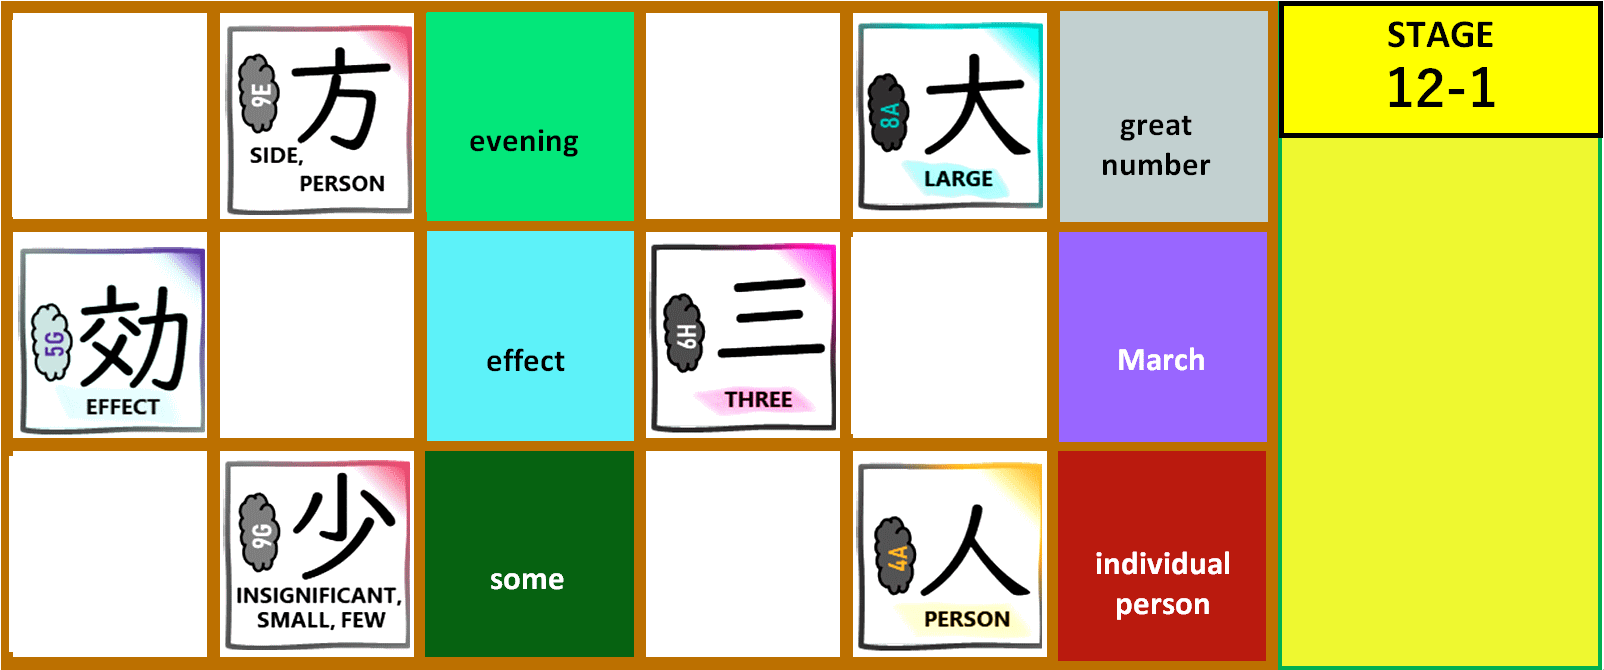 9E
方
SIDE,
PERSON
evening
8A
大
LARGE
great
number
STAGE
12-1
5G
効
EFFECT
effect
6H
三
THREE
March
9G
少
INSIGNIFICANT,
SMALL, FEW
some
4A
人
PERSON
individual
person